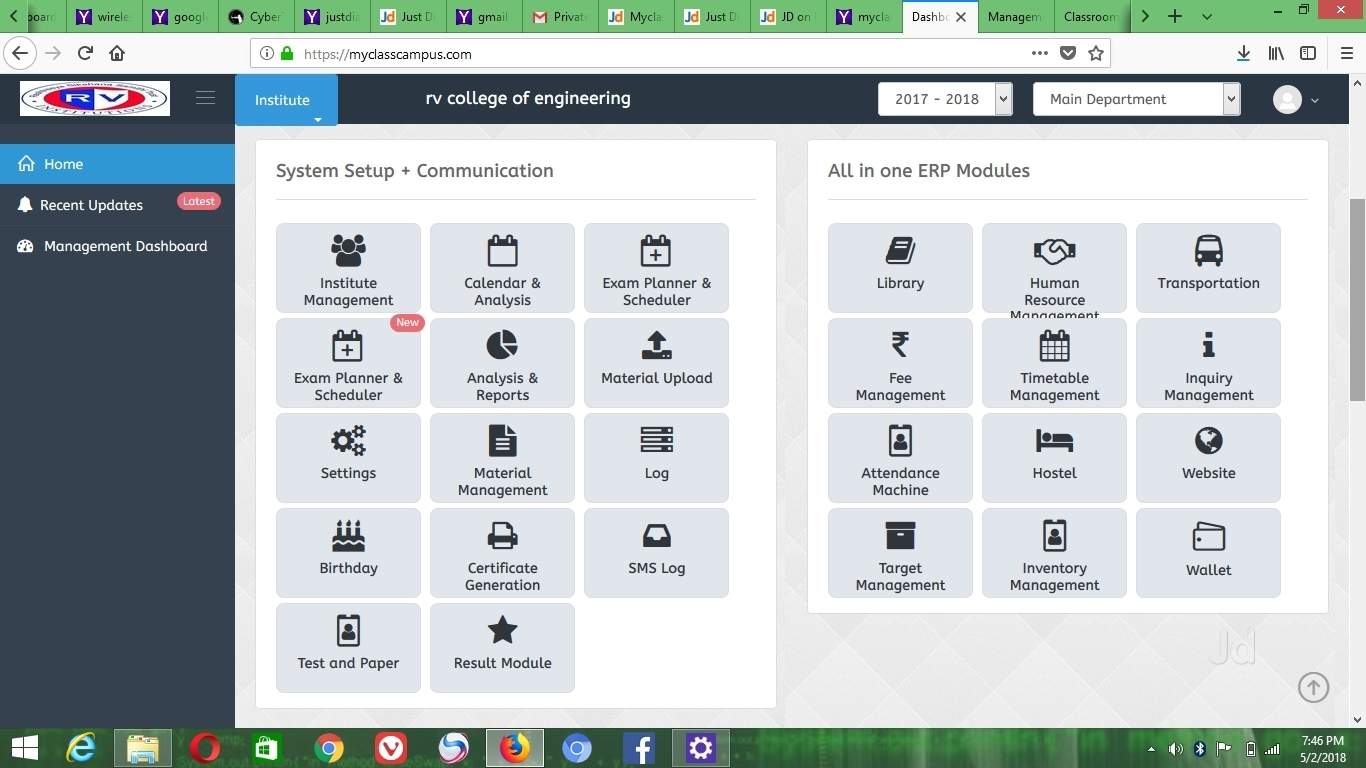 board
wirele
google
Cyber
justdia
Just D
gmail
Privat
Mycla
Just D
JD on
mycla
Dashbo
Managem
Classroom
https://myclasscampus.com
RV
Institute
rv college of engineering
2017 - 2018
Main Department
Home
Recent Updates
Latest
Management Dashboard
System Setup + Communication
Institute
Management
Calendar &
Analysis
Exam Planner &
Scheduler
New
Exam Planner &
Scheduler
Analysis &
Reports
Material Upload
Settings
Material
Management
Log
Birthday
Certificate
Generation
SMS Log
Test and Paper
Result Module
All in one ERP Modules
Library
Human
Resource
Management
Transportation
Fee
Management
Timetable
Management
Inquiry
Management
Attendance
Machine
Hostel
Website
Target
Management
Inventory
Management
Wallet
Jd
7:46 PM
5/2/2018